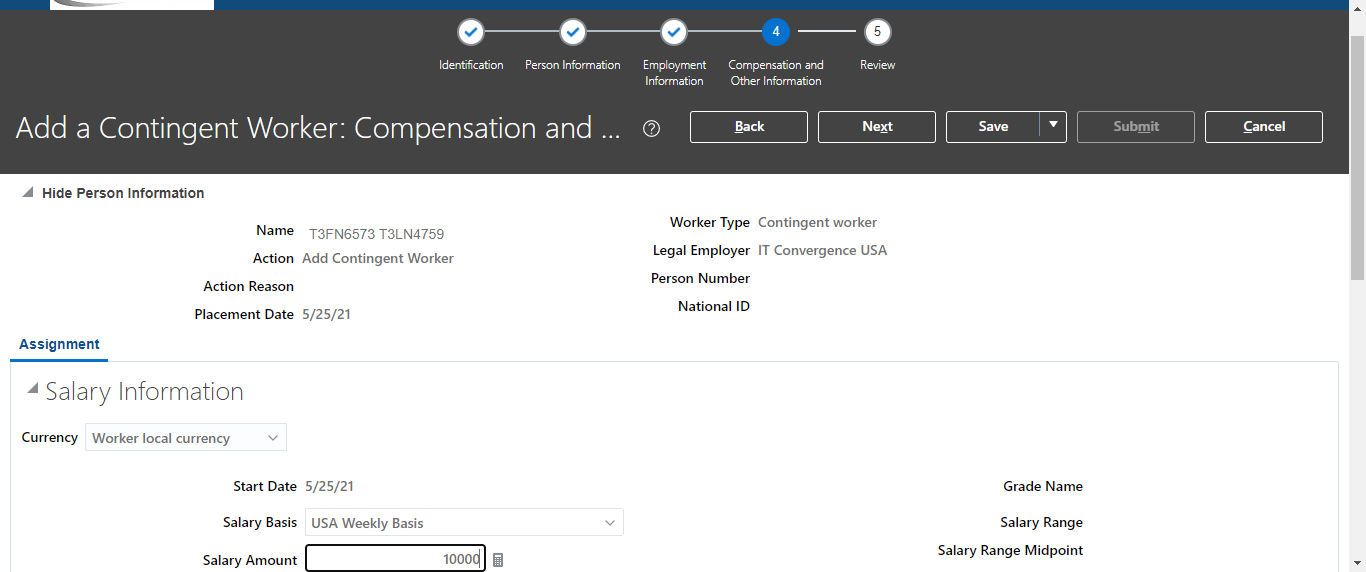 4
5
Identification
Person Information
Employment
Information
Compensation and
Other Information
Review
Add a Contingent Worker: Compensation and ...
?
Back
Next
Save
Submit
Cancel
Hide Person Information
Name T3FN6573 T3LN4759
Action Add Contingent Worker
Action Reason
Placement Date 5/25/21
Worker Type Contingent worker
Legal Employer IT Convergence USA
Person Number
National ID
Assignment
Salary Information
Currency Worker local currency
Start Date 5/25/21
Salary Basis USA Weekly Basis
Salary Amount 10000
Grade Name
Salary Range
Salary Range Midpoint